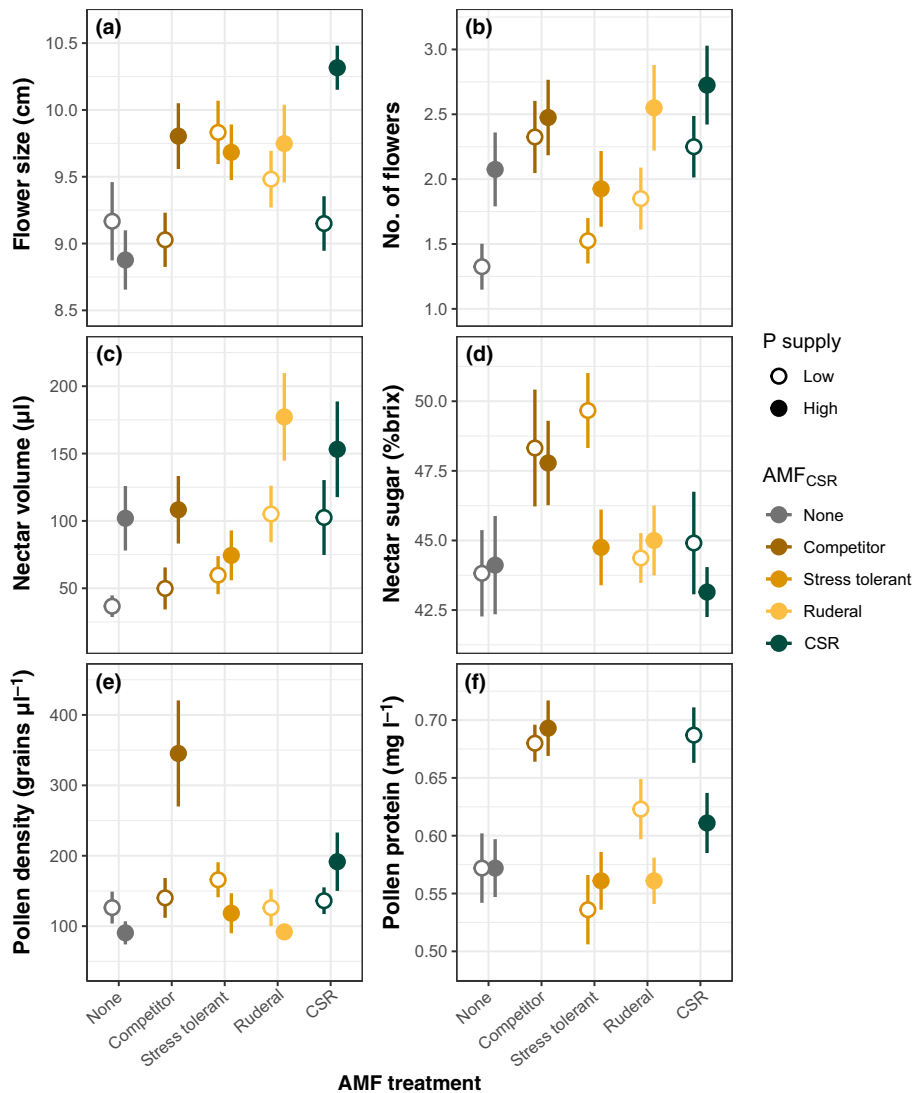 (a)
Flower size (cm)
10.5
10.0
9.5
9.0
8.5
(b)
No. of flowers
3.0
2.5
2.0
1.5
1.0
(c)
Nectar volume (µl)
200
150
100
50
(d)
Nectar sugar (%brix)
50.0
47.5
45.0
42.5
(e)
Pollen density (grains µl⁻¹)
400
300
200
100
(f)
Pollen protein (mg l⁻¹)
0.70
0.65
0.60
0.55
0.50
None
Competitor
Stress tolerant
Ruderal
CSR
None
Competitor
Stress tolerant
Ruderal
CSR
AMF treatment
P supply
Low
High
AMF_CSR
None
Competitor
Stress tolerant
Ruderal
CSR